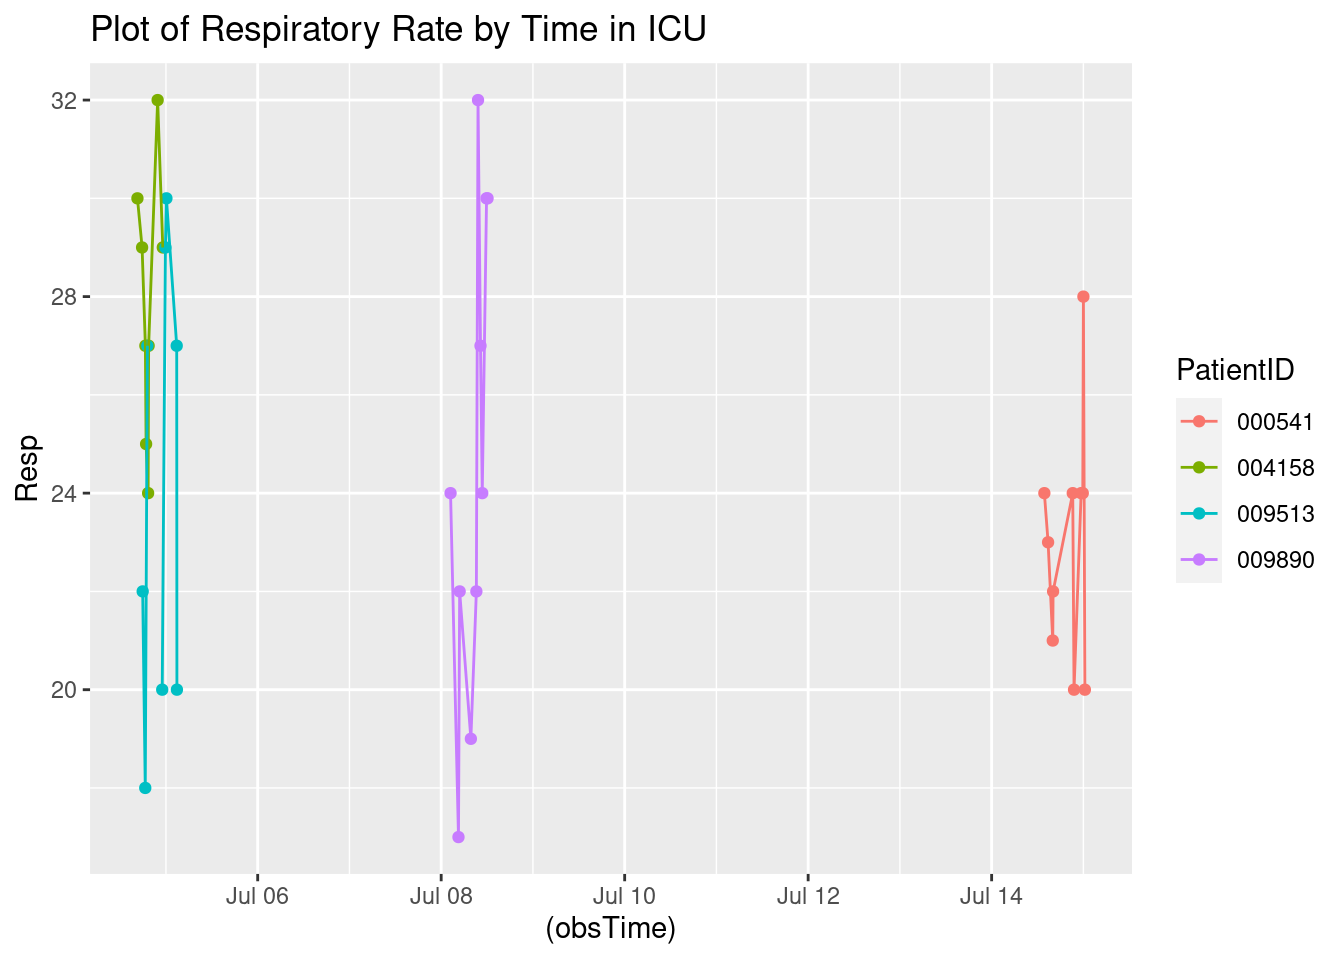 Plot of Respiratory Rate by Time in ICU
32
28
24
20
Resp
Jul 06
Jul 08
Jul 10
Jul 12
Jul 14
(obsTime)
PatientID
000541
004158
009513
009890